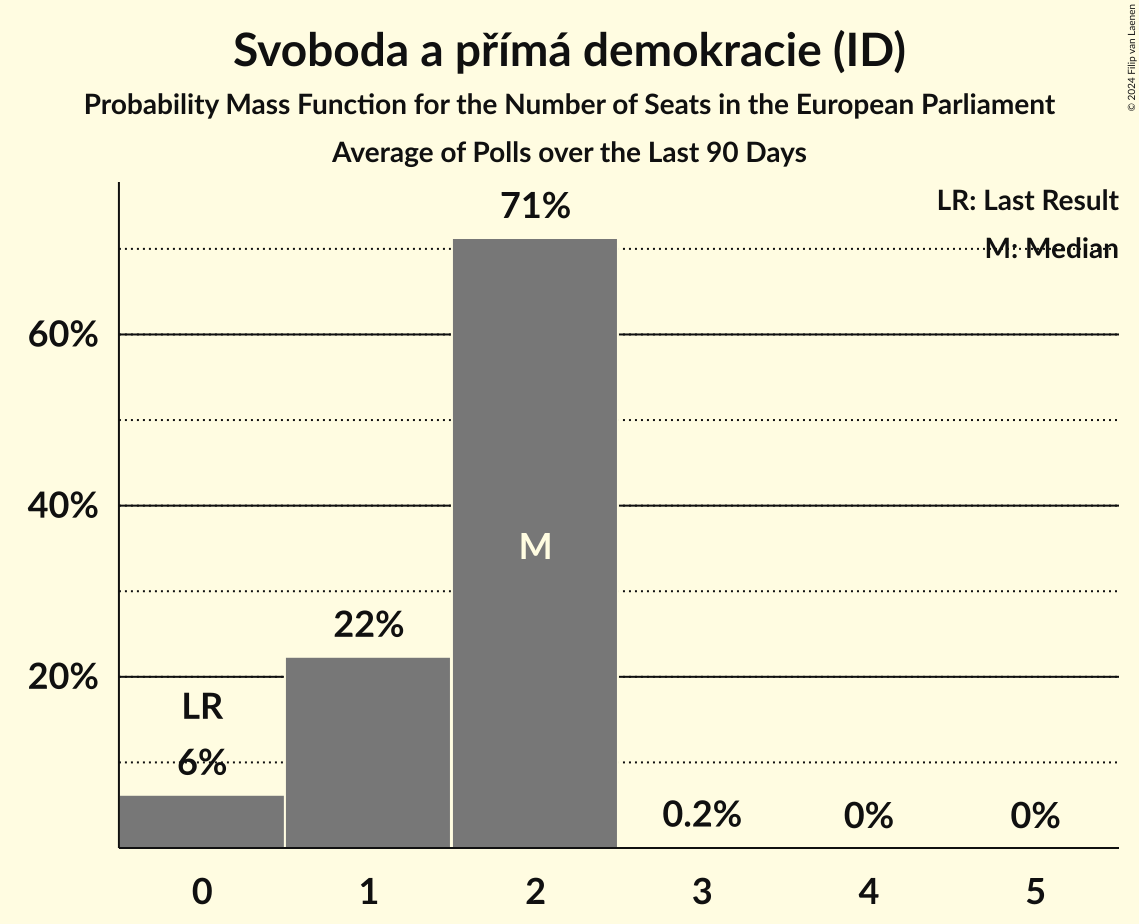 Svoboda a přímá demokracie (ID)
Probability Mass Function for the Number of Seats in the European Parliament
Average of Polls over the Last 90 Days
© 2024 Filip van Laenen
LR: Last Result
M: Median
71%
60%
40%
M
22%
20%
LR
6%
0.2%
0%
0%
0
1
2
3
4
5